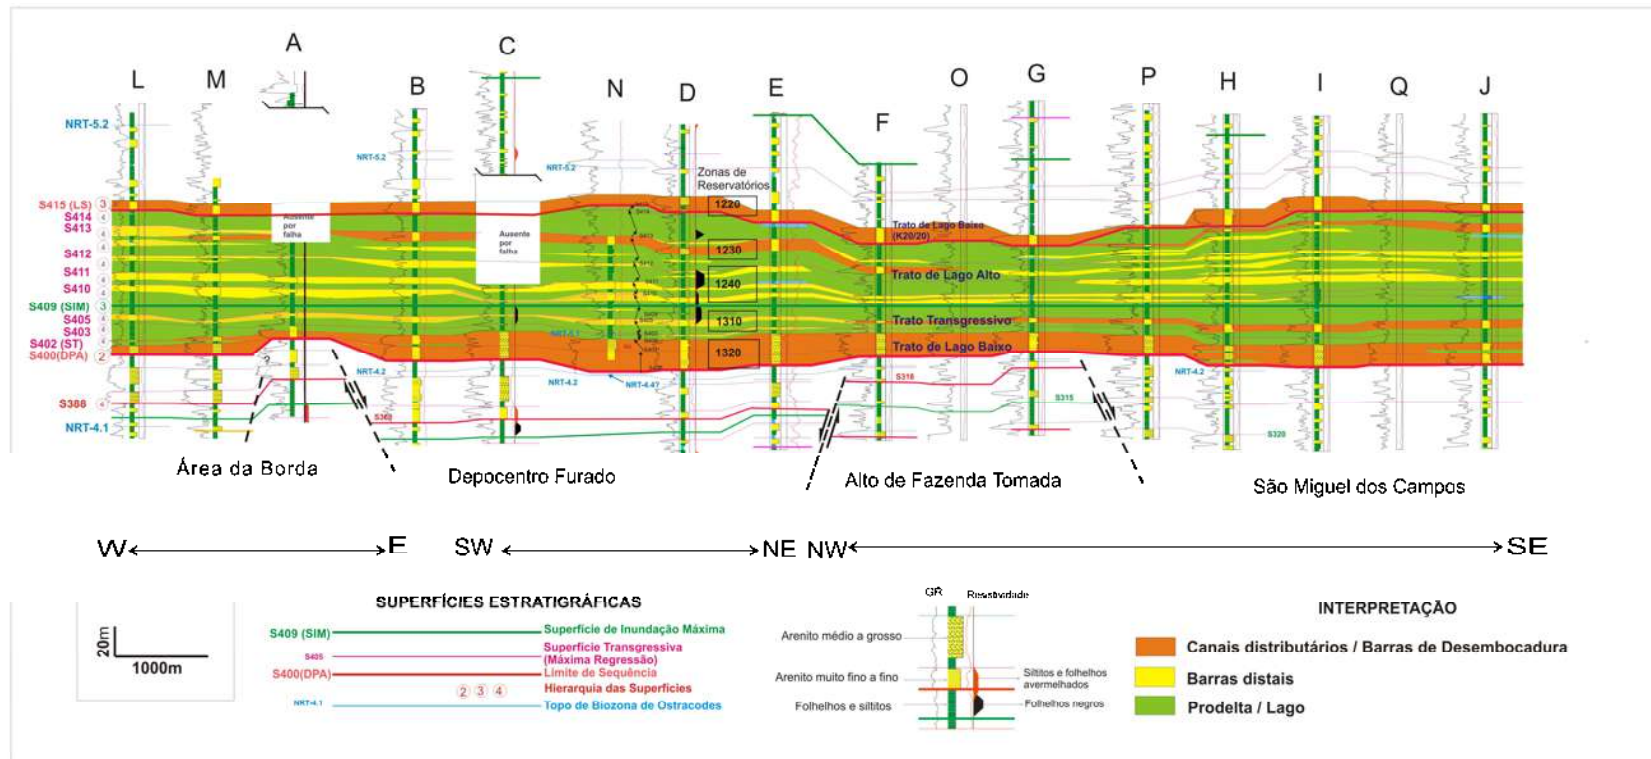 L
M
A
B
C
N
D
E
F
O
G
P
H
I
Q
J
NRT-5.2
NRT-5.2
NRT-5.2
Zonas de
Reservatórios
S415 (LS) 3
S414 4
S413 4
S412 4
S411 4
S410 4
S409 (SIM) 3
S405 4
S403 4
S402 (ST) 4
S400(DPA) 2
S388 4
NRT-4.1
Ausente
por
falha
Ausente
por
falha
1220
1230
1240
1310
1320
Trato de Lago Baixo
(K20/20)
Trato de Lago Alto
Trato Transgressivo
Trato de Lago Baixo
NRT-5.1
NRT-4.2
NRT-4.2
NRT-4.4?
NRT-4.2
S318
S315
S320
Área da Borda
Depocentro Furado
Alto de Fazenda Tomada
São Miguel dos Campos
W
E
SW
NE
NW
SE
20m
1000m
SUPERFÍCIES ESTRATIGRÁFICAS
S409 (SIM) Superfície de Inundação Máxima
S405 Superfície Transgressiva
(Máxima Regressão)
S400(DPA) Limite de Sequência
2 3 4 Hierarquia das Superfícies
NRT-4.1 Topo de Biozona de Ostracodes
GR
Resistividade
Arenito médio a grosso
Arenito muito fino a fino
Folhelhos e siltitos
Siltitos e folhelhos
avermelhados
Folhelhos negros
INTERPRETAÇÃO
Canais distributários / Barras de Desembocadura
Barras distais
Prodelta / Lago